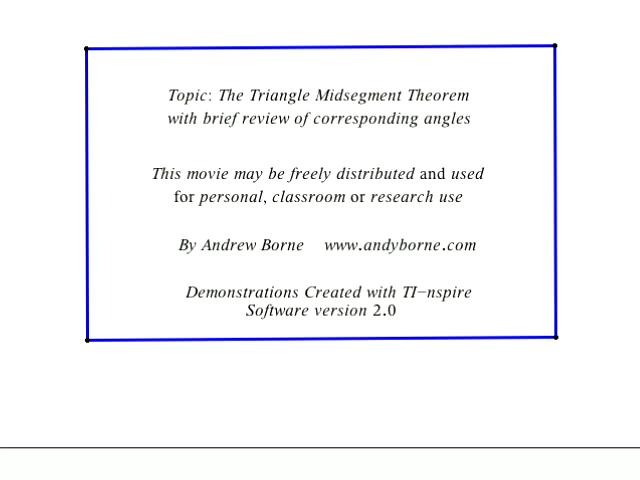 Topic: The Triangle Midsegment Theorem
with brief review of corresponding angles
This movie may be freely distributed and used
for personal, classroom or research use
By Andrew Borne www.andyborne.com
Demonstrations Created with TI−nspire
Software version 2.0